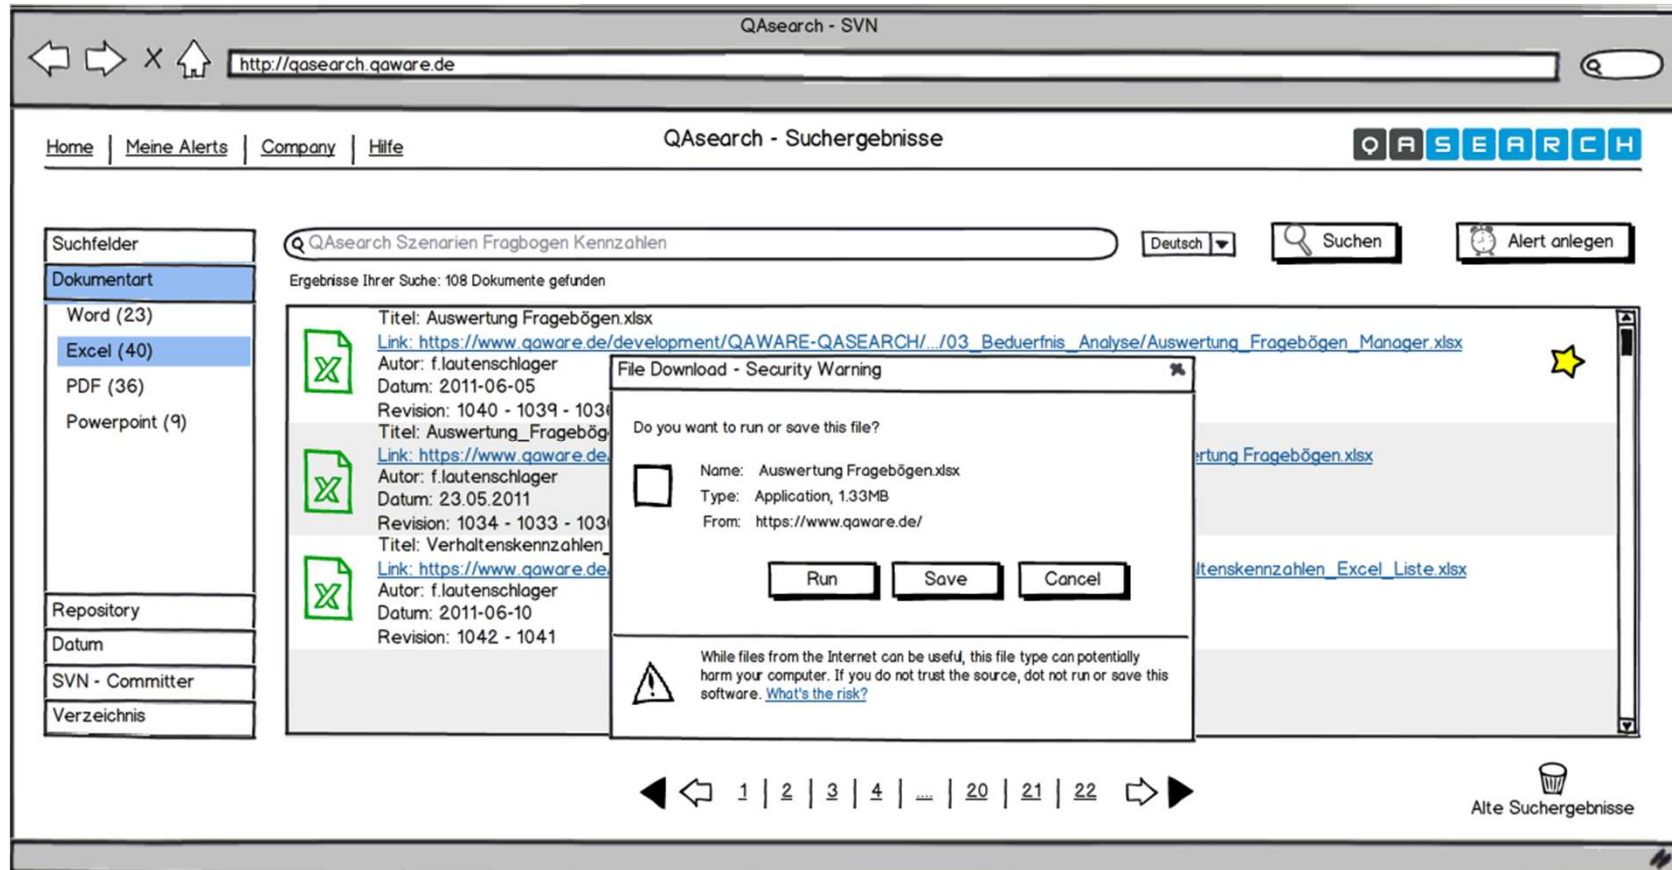 QAsearch - SVN
http://qasearch.qaware.de
Home | Meine Alerts | Company | Hilfe
QAsearch - Suchergebnisse
QASEARCH
Suchfelder
Dokumentart
Word (23)
Excel (40)
PDF (36)
Powerpoint (9)
Repository
Datum
SVN - Committer
Verzeichnis
QAsearch Szenarien Fragbogen Kennzahlen
Deutsch
Suchen
Alert anlegen
Ergebnisse Ihrer Suche: 108 Dokumente gefunden
Titel: Auswertung Fragebögen.xlsx
Link: https://www.qaware.de/development/QAWARE-QASEARCH/.../03_Beduerfnis_Analyse/Auswertung_Fragebögen_Manager.xlsx
Autor: f.lautenschlager
Datum: 2011-06-05
Revision: 1040 - 1039 - 1036
Titel: Auswertung_Fragebög
Link: https://www.qaware.de/ rtung Fragebögen.xlsx
Autor: f.lautenschlager
Datum: 23.05.2011
Revision: 1034 - 1033 - 103
Titel: Verhaltenskennzahlen_
Link: https://www.qaware.de/ ltenskennzahlen_Excel_Liste.xlsx
Autor: f.lautenschlager
Datum: 2011-06-10
Revision: 1042 - 1041
File Download - Security Warning
Do you want to run or save this file?
Name: Auswertung Fragebögen.xlsx
Type: Application, 1.33MB
From: https://www.qaware.de/
Run
Save
Cancel
While files from the Internet can be useful, this file type can potentially
harm your computer. If you do not trust the source, dot not run or save this
software. What's the risk?
1 | 2 | 3 | 4 | .... | 20 | 21 | 22
Alte Suchergebnisse